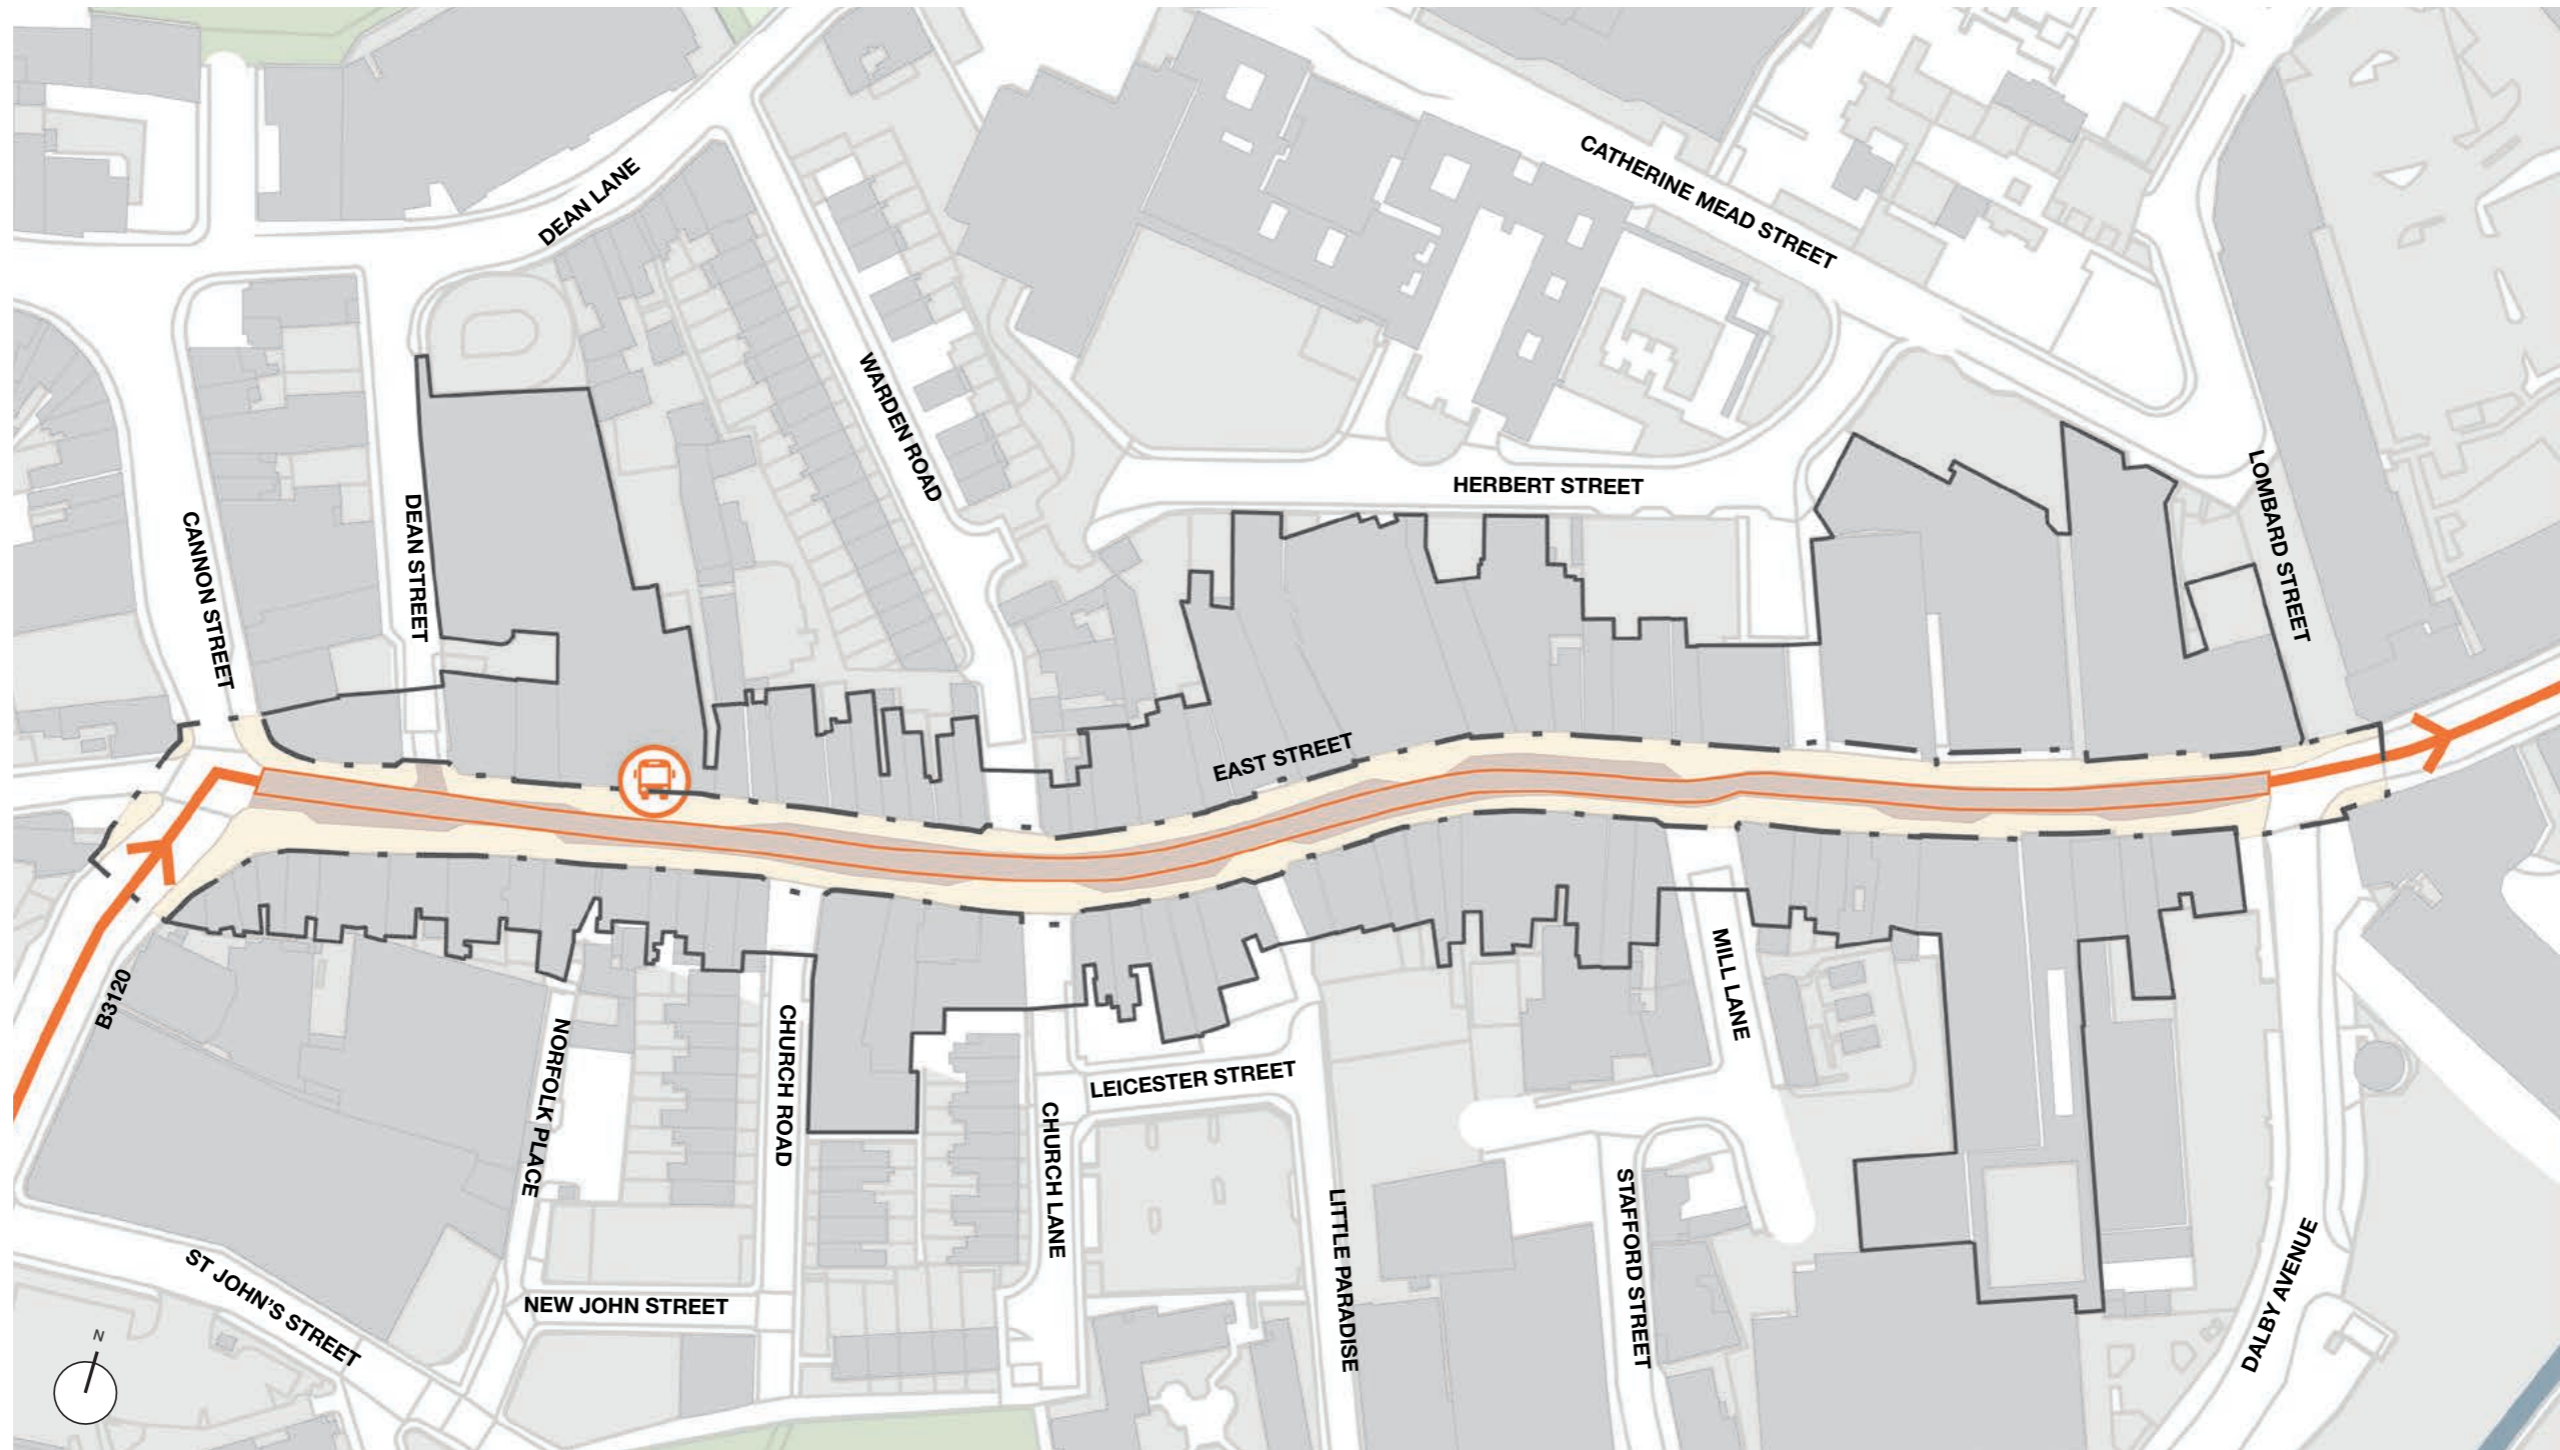 DEAN LANE
CATHERINE MEAD STREET
WARDEN ROAD
HERBERT STREET
LOMBARD STREET
CANNON STREET
DEAN STREET
EAST STREET
B3120
NORFOLK PLACE
CHURCH ROAD
MILL LANE
LEICESTER STREET
CHURCH LANE
LITTLE PARADISE
STAFFORD STREET
DALBY AVENUE
ST JOHN'S STREET
NEW JOHN STREET
N